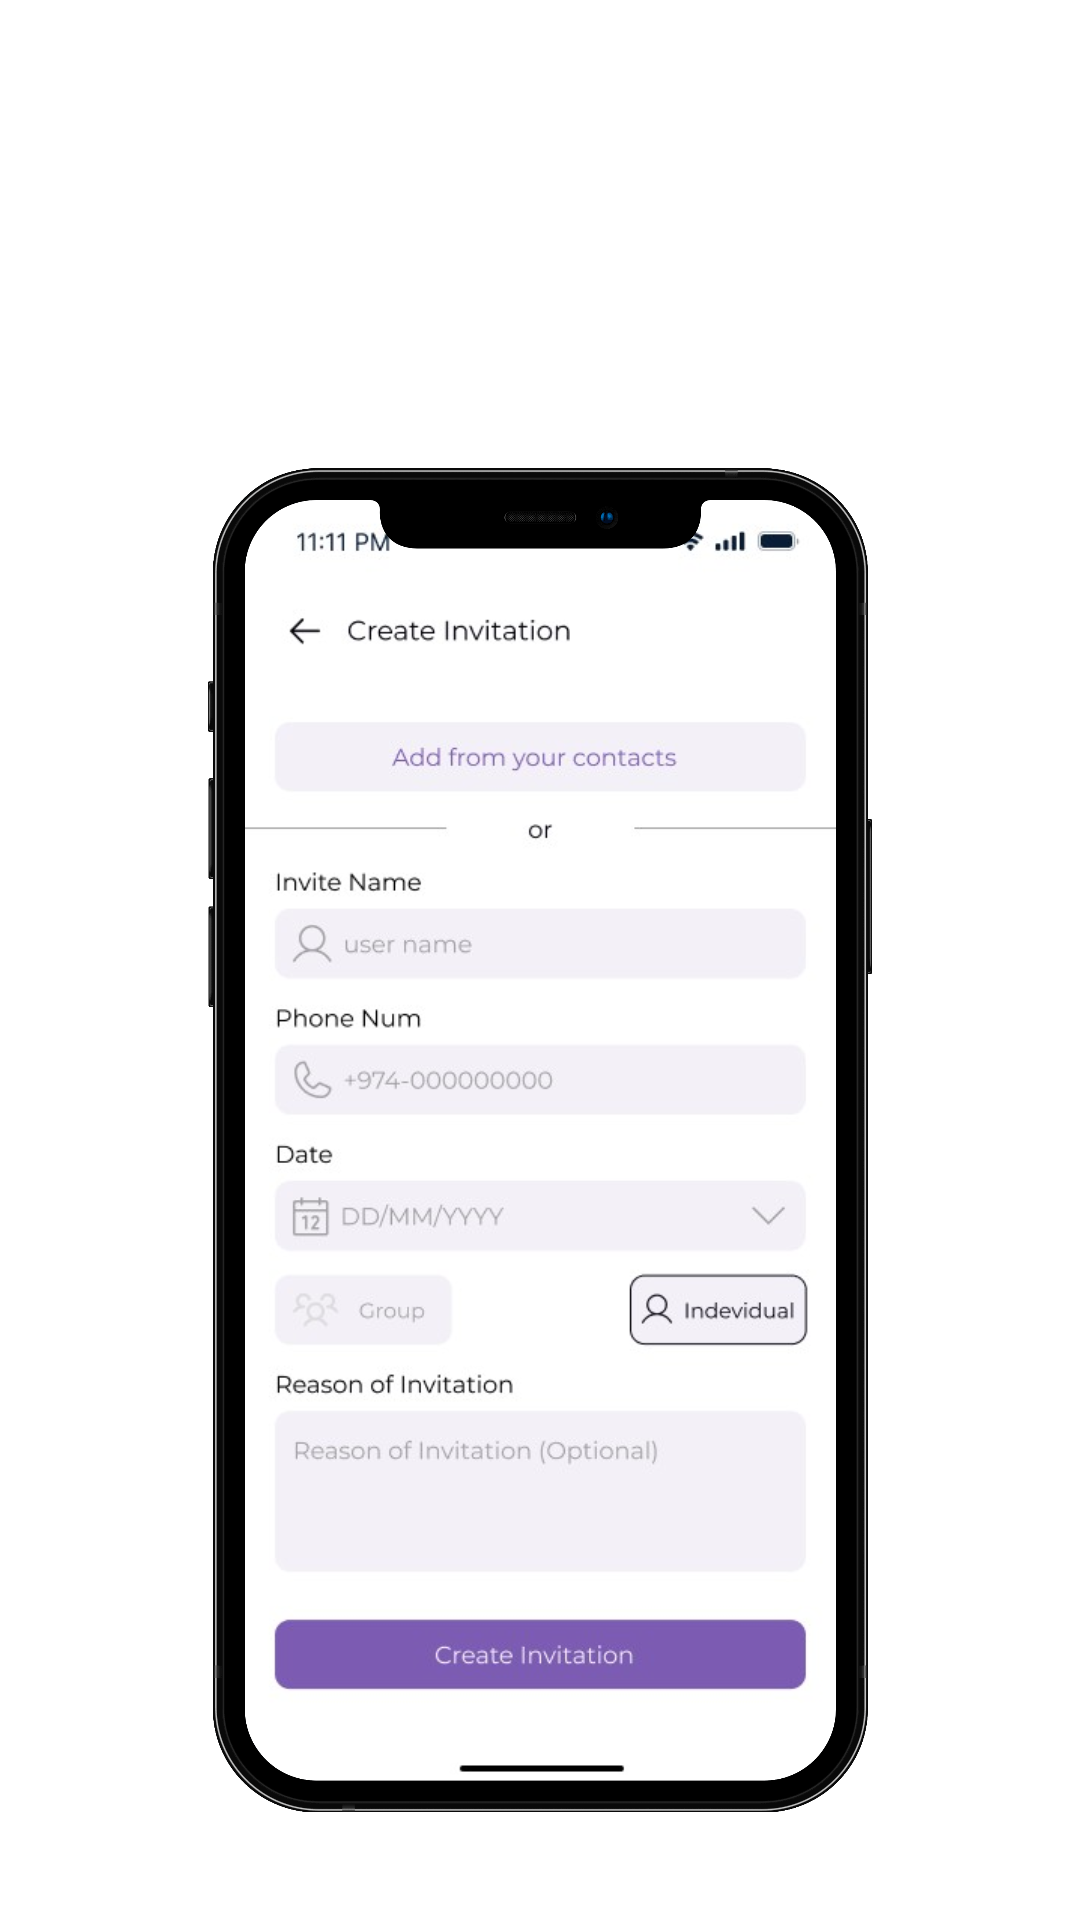 11:11 PM
Create Invitation
Add from your contacts
or
Invite Name
user name
Phone Num
+974-000000000
Date
12 DD/MM/YYYY
Group
Indevidual
Reason of Invitation
Reason of Invitation (Optional)
Create Invitation